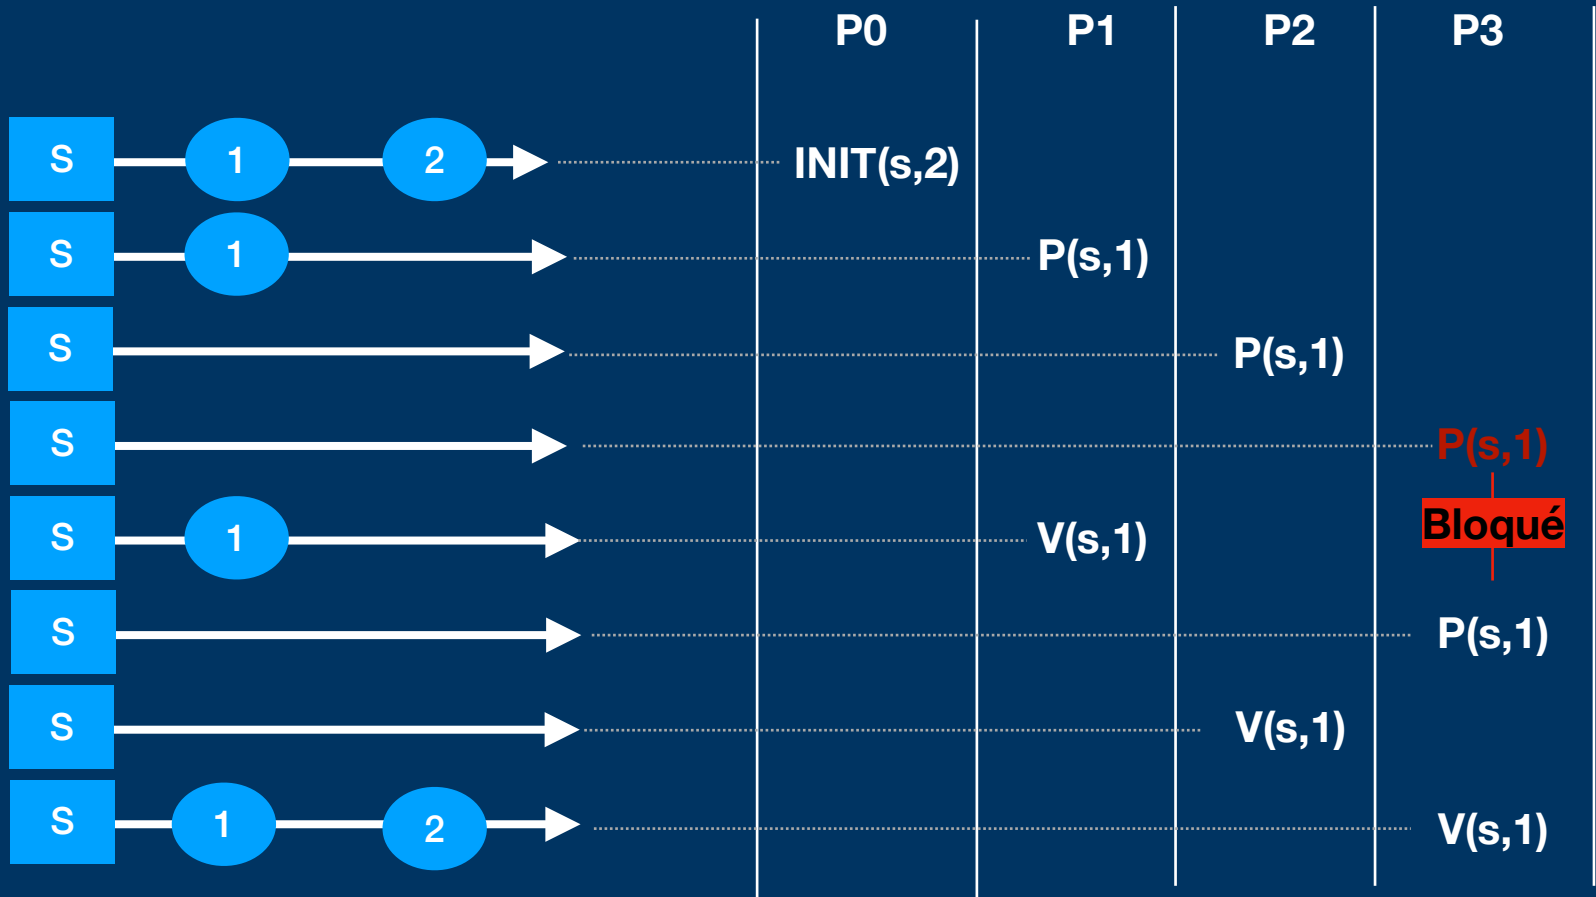 P0 P1 P2 P3
S 1 2 INIT(s,2)
S 1 P(s,1)
S P(s,1)
S P(s,1)
S 1 V(s,1) Bloqué
S P(s,1)
S V(s,1)
S 1 2 V(s,1)